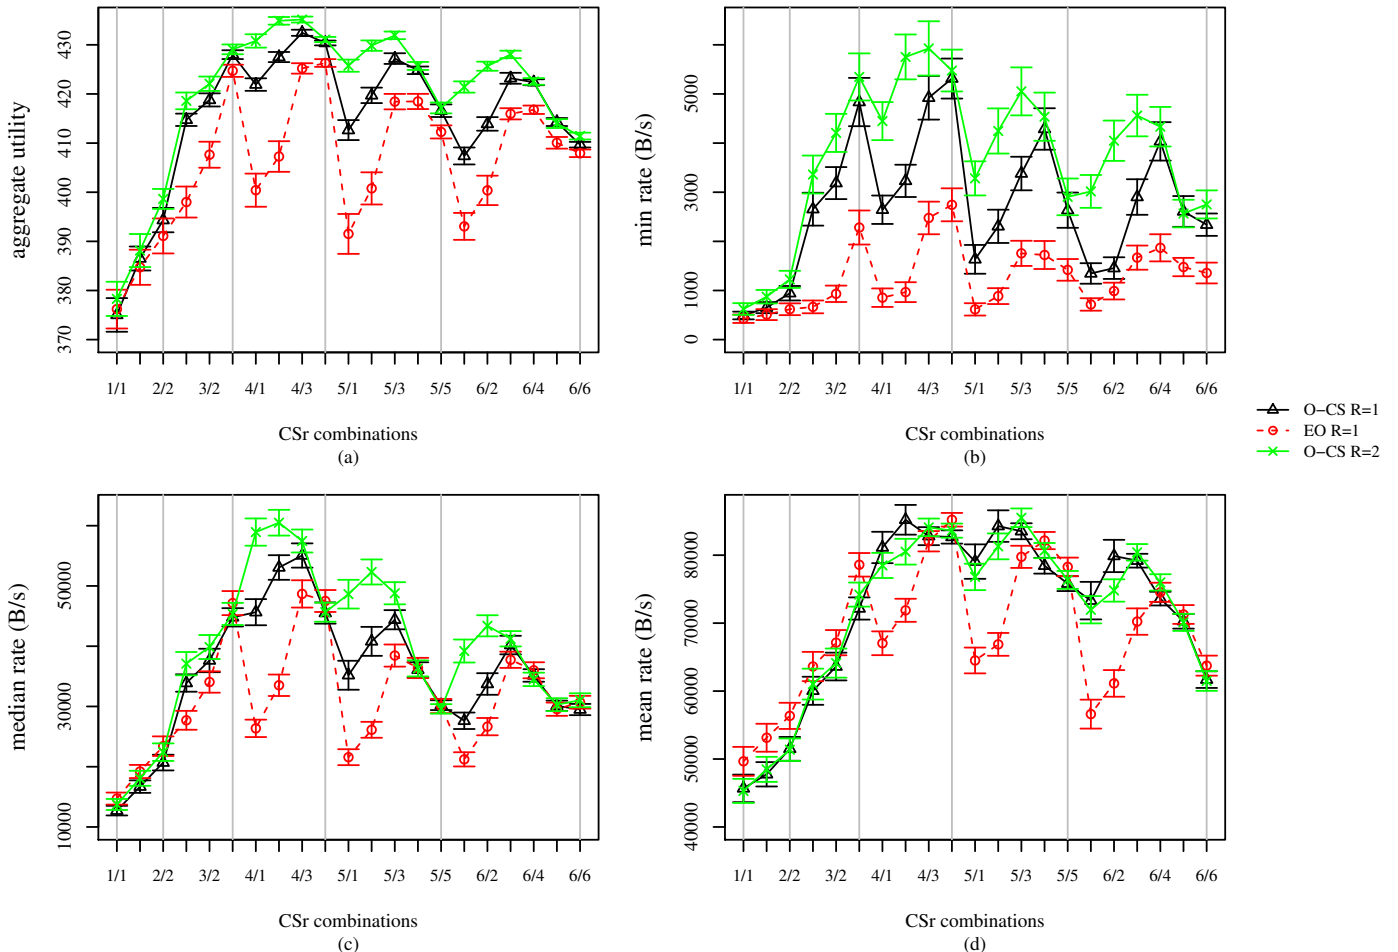 aggregate utility
370 380 390 400 410 420 430
1/1 2/2 3/2 4/1 4/3 5/1 5/3 5/5 6/2 6/4 6/6
CSr combinations
(a)
min rate (B/s)
0 1000 3000 5000
1/1 2/2 3/2 4/1 4/3 5/1 5/3 5/5 6/2 6/4 6/6
CSr combinations
(b)
O−CS R=1
EO R=1
O−CS R=2
median rate (B/s)
10000 30000 50000
1/1 2/2 3/2 4/1 4/3 5/1 5/3 5/5 6/2 6/4 6/6
CSr combinations
(c)
mean rate (B/s)
40000 50000 60000 70000 80000
1/1 2/2 3/2 4/1 4/3 5/1 5/3 5/5 6/2 6/4 6/6
CSr combinations
(d)